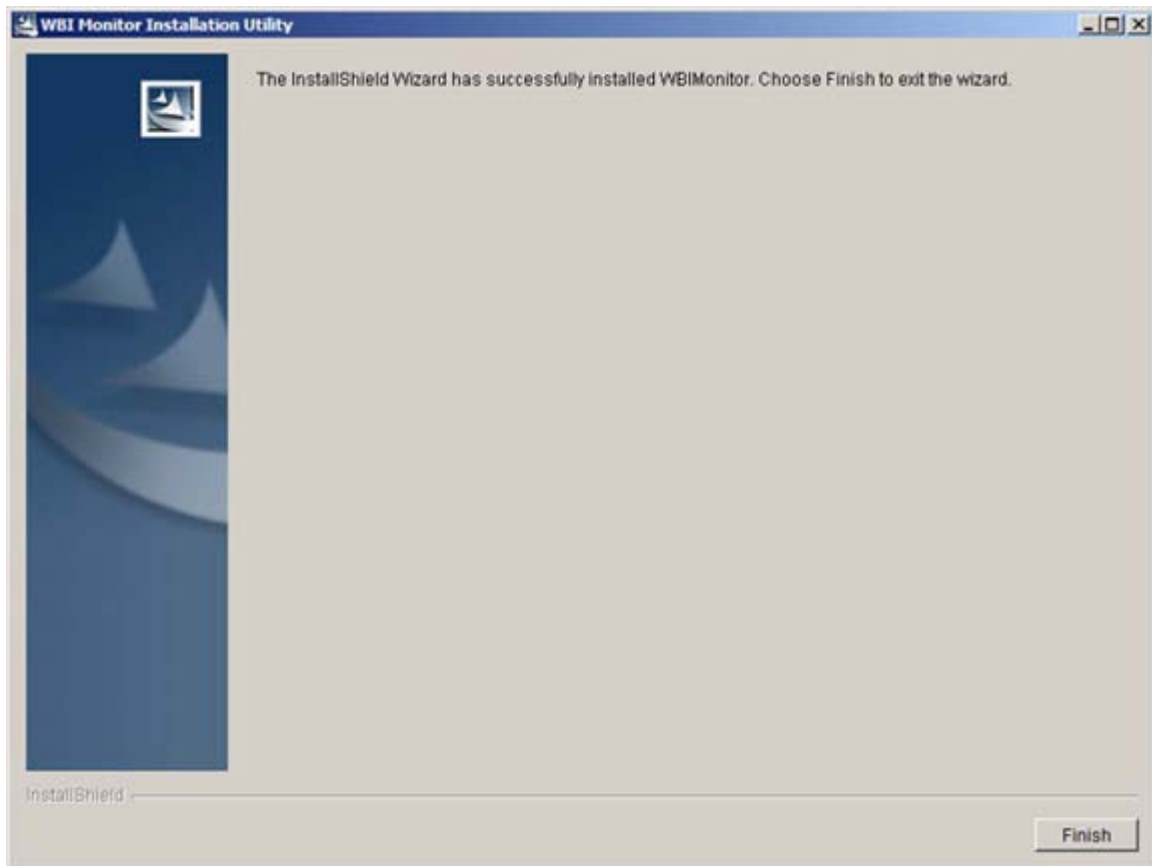 WBI Monitor Installation Utility
The InstallShield Wizard has successfully installed WBIMonitor. Choose Finish to exit the wizard.
InstallShield
Finish